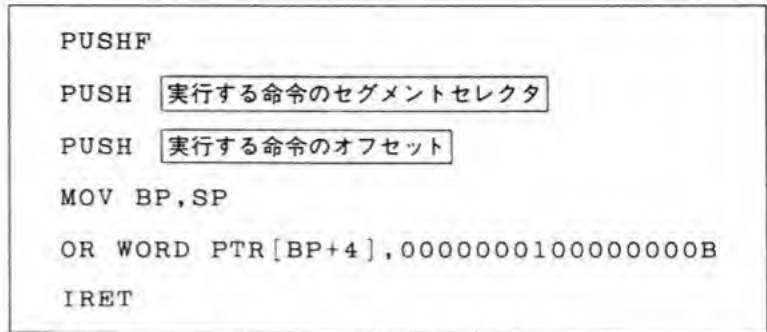 PUSHF
PUSH 実行する命令のセグメントセレクタ
PUSH 実行する命令のオフセット
MOV BP,SP
OR WORD PTR[BP+4],0000000100000000B
IRET